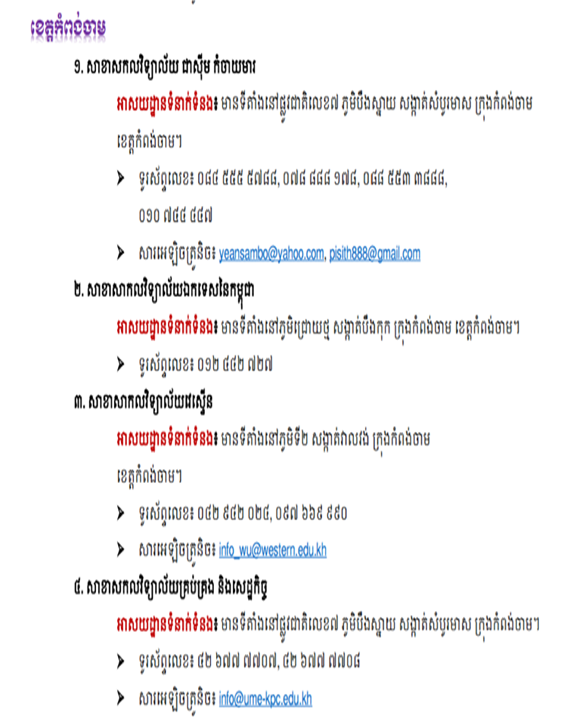 ខេត្តកំពង់ចាម
១. សាខាសកលវិទ្យាល័យ ជាស៊ីម កំចាយមារ
អាសយដ្ឋានទំនាក់ទំនង៖ មានទីតាំងនៅផ្លូវជាតិលេខ៧ ភូមិបឹងស្នាយ សង្កាត់សំបួរមាស ក្រុងកំពង់ចាម
ខេត្តកំពង់ចាម។
➤ ទូរស័ព្ទលេខ៖ ០៨៤ ៥៥៥ ៥៧៨៨, ០៧៨ ៨៨៨ ១៧៨, ០៨៨ ៥៥៣ ៣៨៨៨,
០១០ ៧៤៤ ៤៤៧
➤ សារអេឡិចត្រូនិច៖ yeansambo@yahoo.com, pisith888@gmail.com
២. សាខាសាកលវិទ្យាល័យឯកទេសនៃកម្ពុជា
អាសយដ្ឋានទំនាក់ទំនង៖ មានទីតាំងនៅភូមិជ្រោយថ្ម សង្កាត់បឹងកុក ក្រុងកំពង់ចាម ខេត្តកំពង់ចាម។
➤ ទូរស័ព្ទលេខ៖ ០១២ ៤៤២ ៧២៧
៣. សាខាសាកលវិទ្យាល័យវេស្ទើន
អាសយដ្ឋានទំនាក់ទំនង៖ មានទីតាំងនៅភូមិទី២ សង្កាត់វាលវង់ ក្រុងកំពង់ចាម
ខេត្តកំពង់ចាម។
➤ ទូរស័ព្ទលេខ៖ ០៤២ ៩៤២ ០២៤, ០៩៧ ៦៦៩ ៩៩០
➤ សារអេឡិចត្រូនិច៖ info_wu@western.edu.kh
៤. សាខាសកលវិទ្យាល័យគ្រប់គ្រង និងសេដ្ឋកិច្ច
អាសយដ្ឋានទំនាក់ទំនង៖ មានទីតាំងនៅផ្លូវជាតិលេខ៧ ភូមិបឹងស្នាយ សង្កាត់សំបួរមាស ក្រុងកំពង់ចាម។
➤ ទូរស័ព្ទលេខ៖ ៤២ ៦៧៧ ៧៧០៧, ៤២ ៦៧៧ ៧៧០៨
➤ សារអេឡិចត្រូនិច៖ info@ume-kpc.edu.kh